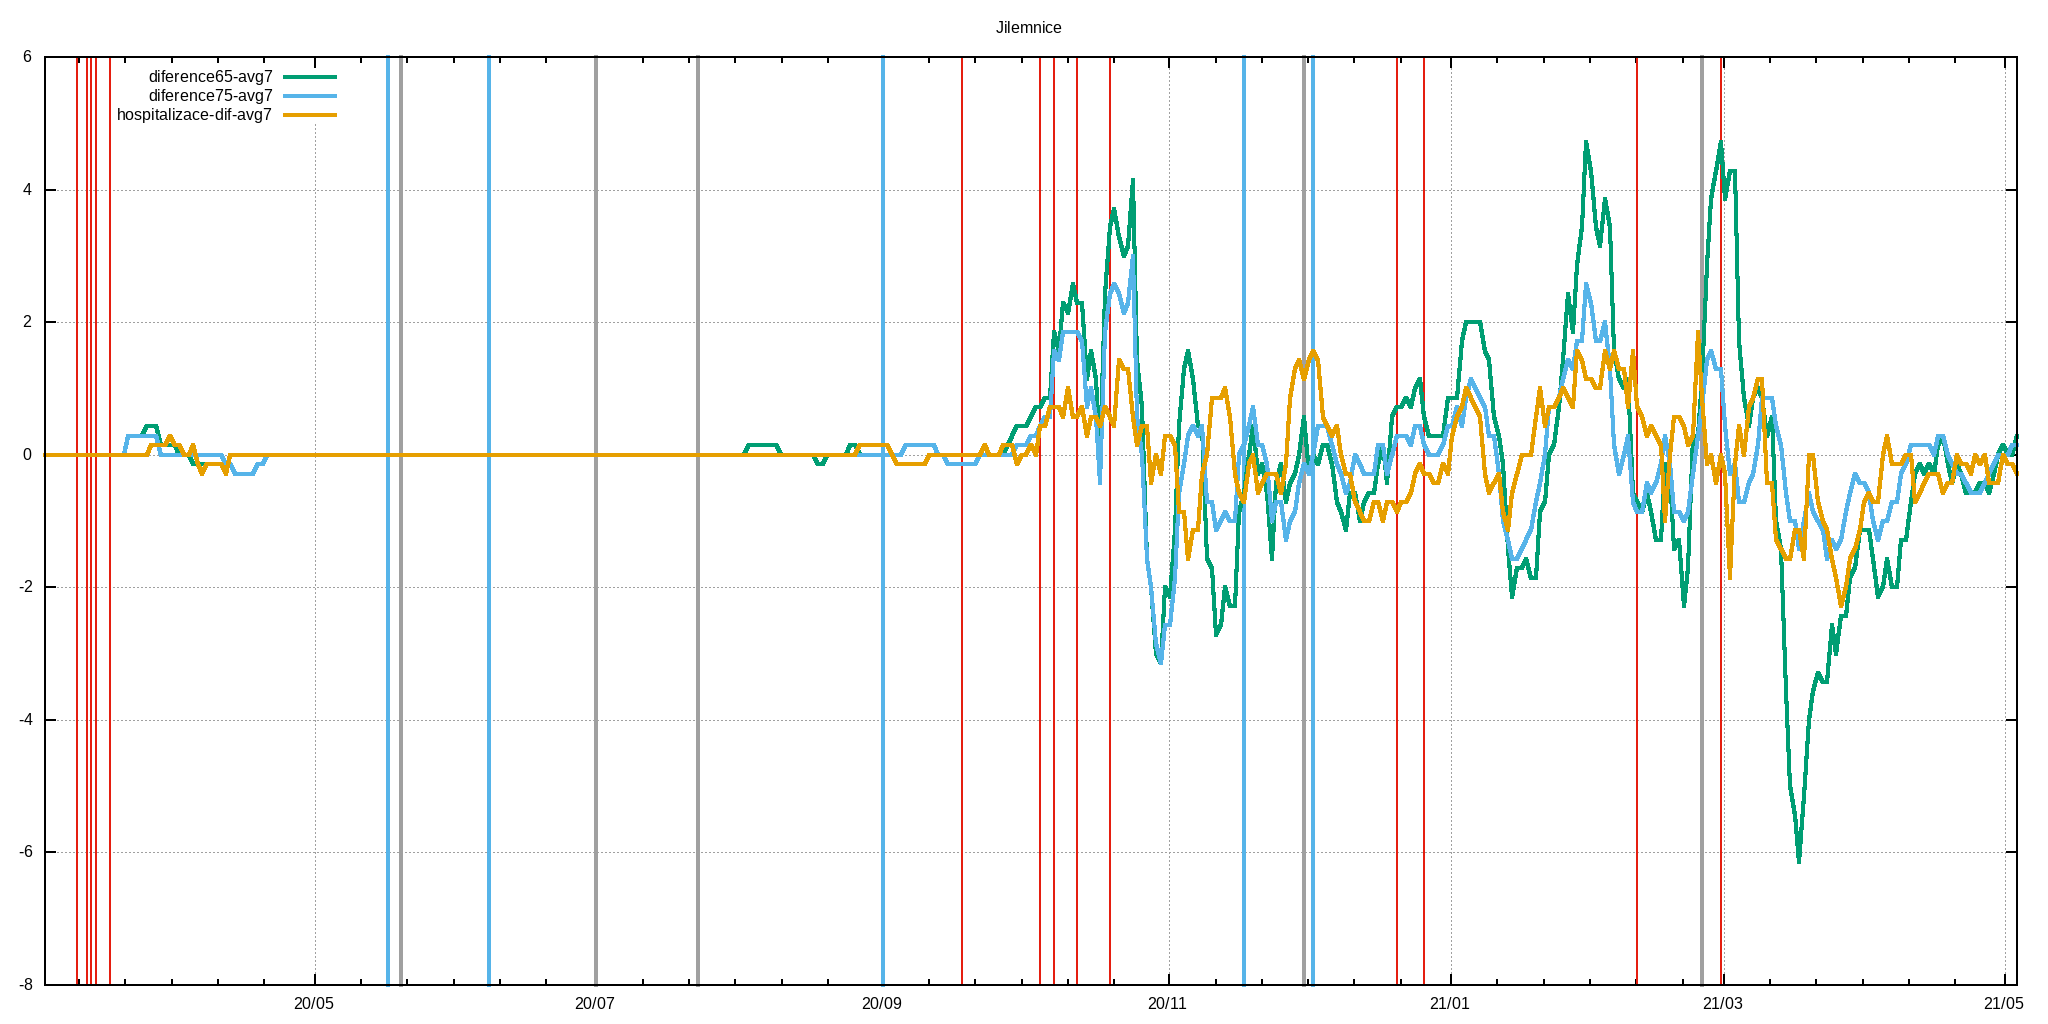 Jilemnice
6
diference65-avg7
diference75-avg7
hospitalizace-dif-avg7
4
2
0
-2
-4
-6
-8
20/05 20/07 20/09 20/11 21/01 21/03 21/05